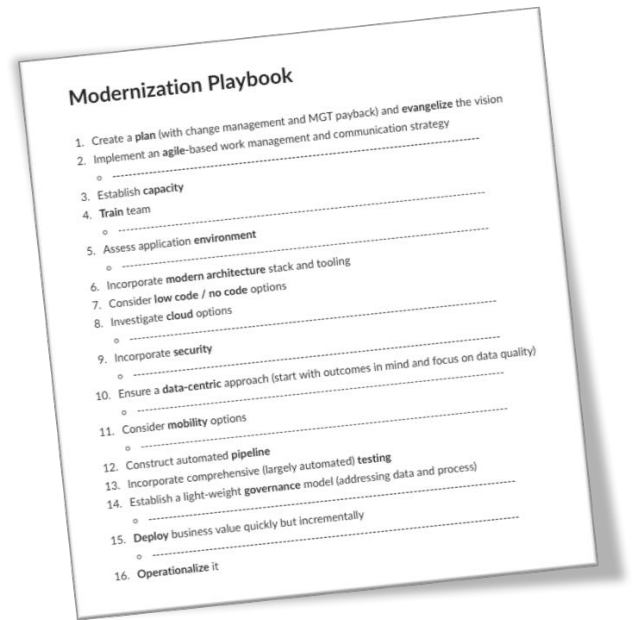 Modernization Playbook
1. Create a plan (with change management and MGT payback) and evangelize the vision
2. Implement an agile-based work management and communication strategy
o ------------------------------------------------------------
3. Establish capacity
4. Train team
o ------------------------------------------------------------
5. Assess application environment
o ------------------------------------------------------------
6. Incorporate modern architecture stack and tooling
7. Consider low code / no code options
8. Investigate cloud options
o ------------------------------------------------------------
9. Incorporate security
o ------------------------------------------------------------
10. Ensure a data-centric approach (start with outcomes in mind and focus on data quality)
o ------------------------------------------------------------
11. Consider mobility options
o ------------------------------------------------------------
12. Construct automated pipeline
13. Incorporate comprehensive (largely automated) testing
14. Establish a light-weight governance model (addressing data and process)
o ------------------------------------------------------------
15. Deploy business value quickly but incrementally
o ------------------------------------------------------------
16. Operationalize it